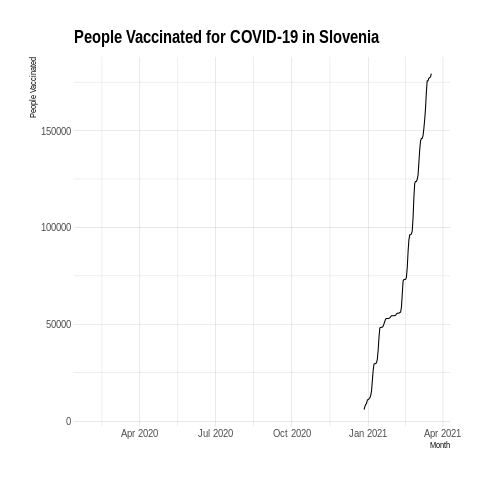 People Vaccinated for COVID-19 in Slovenia
People Vaccinated
150000
100000
50000
0
Apr 2020 Jul 2020 Oct 2020 Jan 2021 Apr 2021
Month